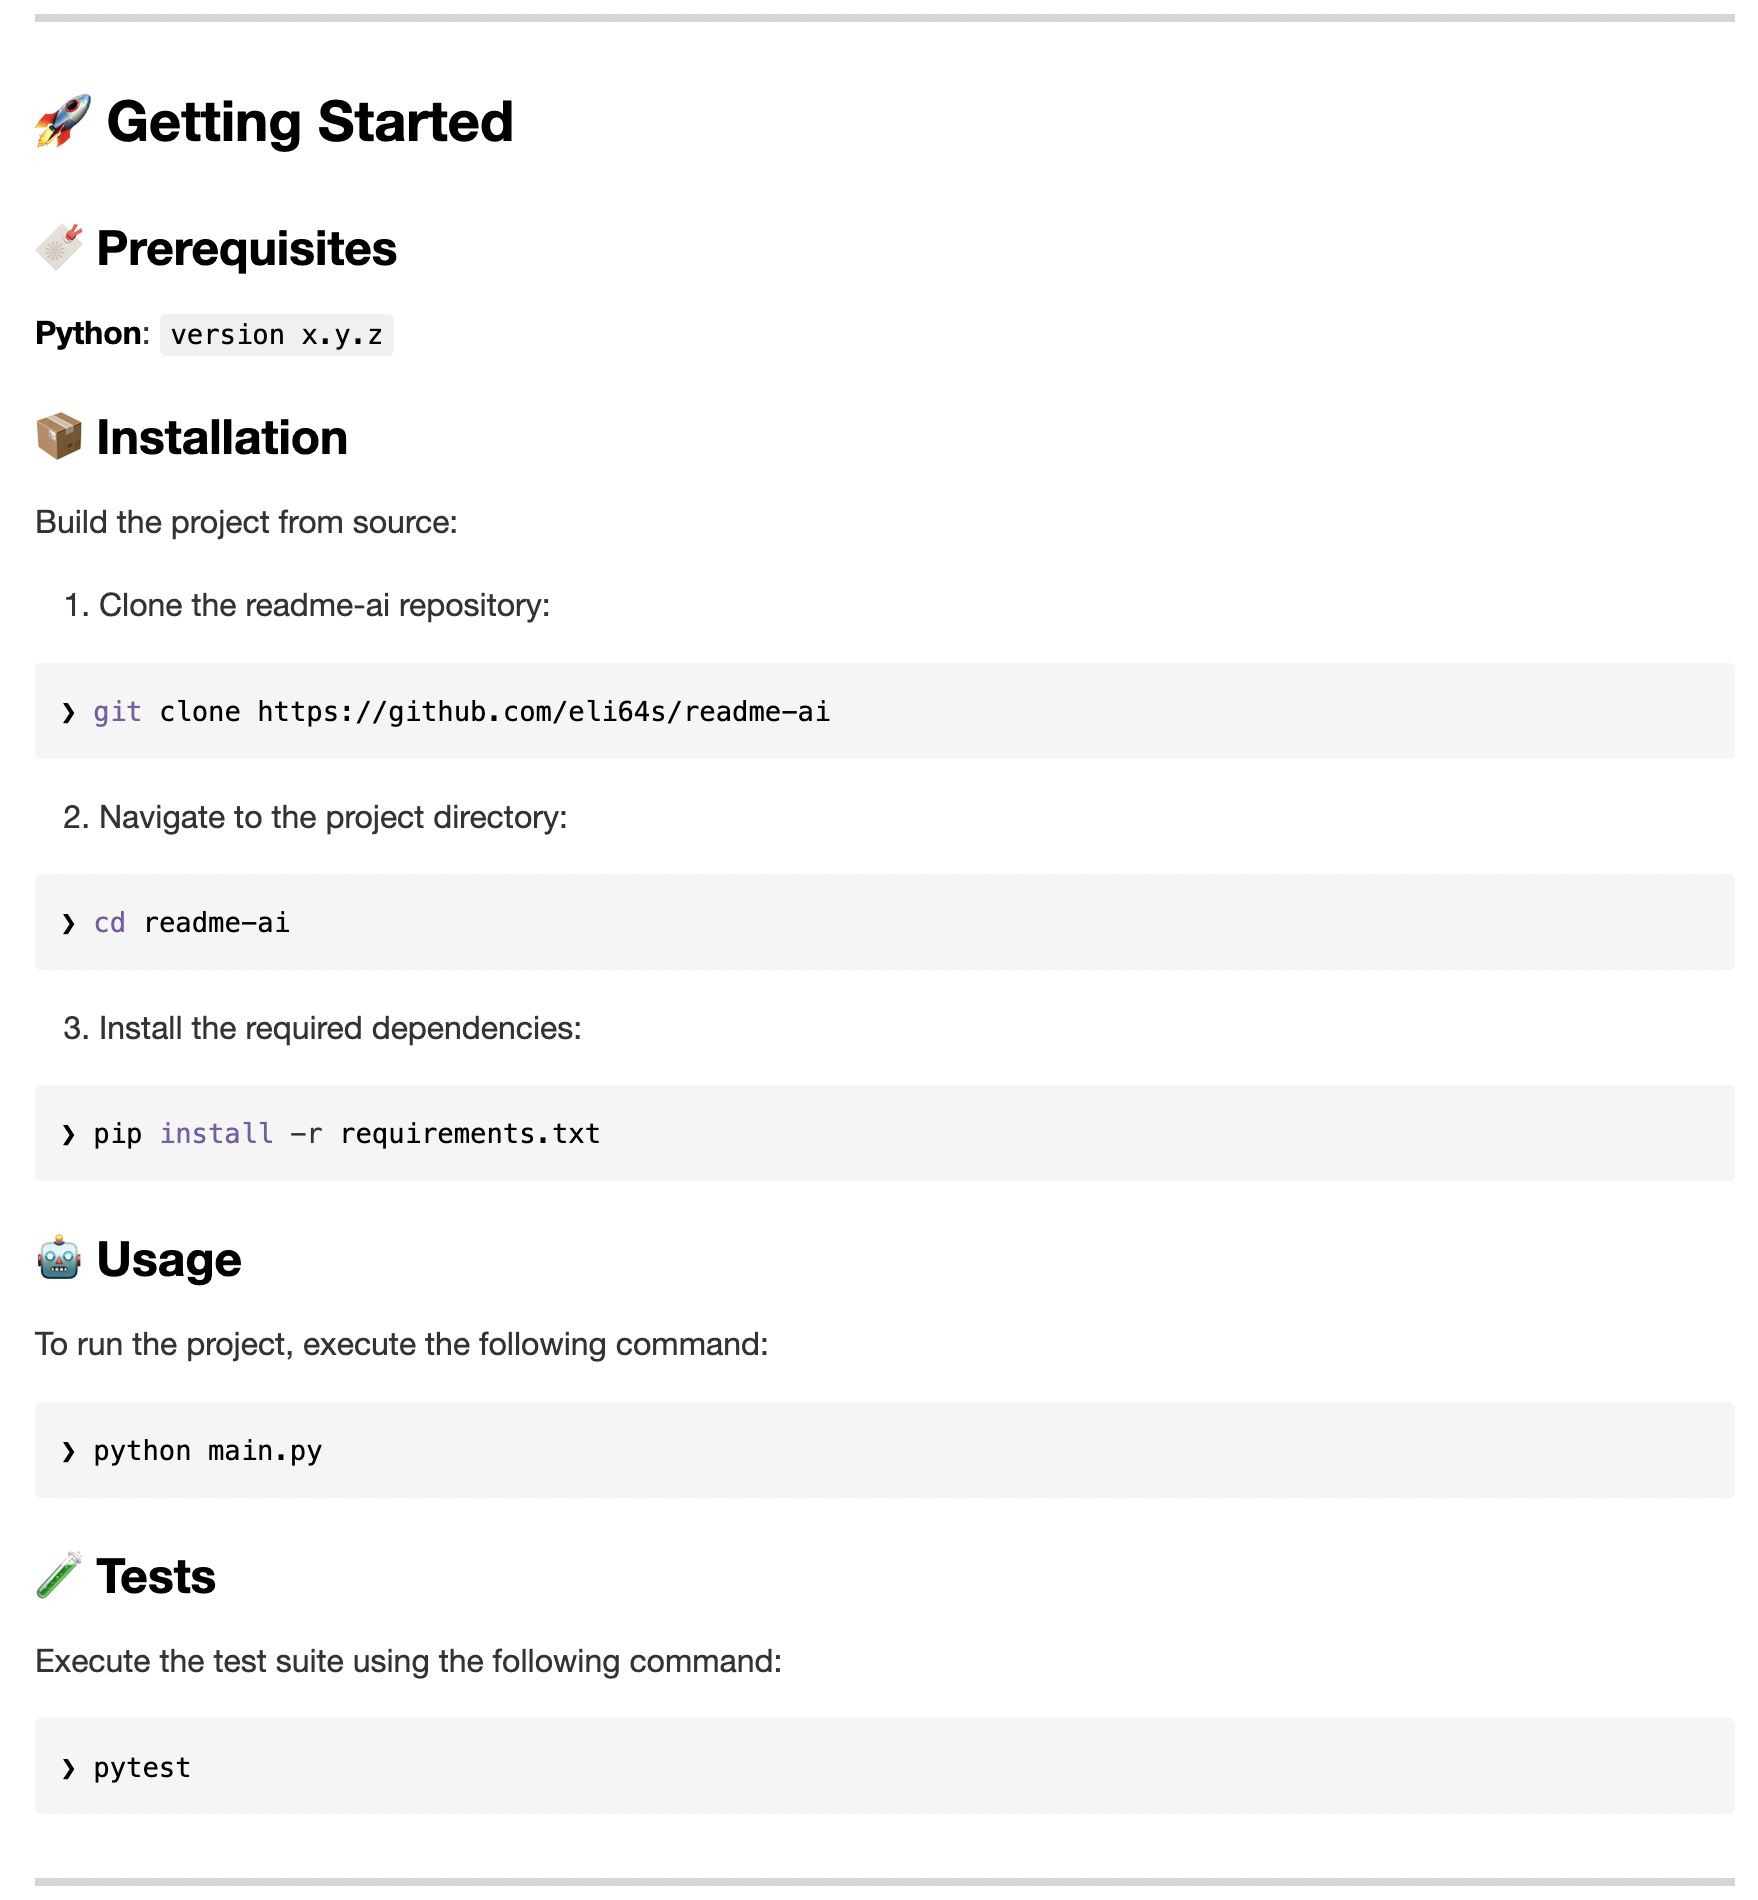 🚀 Getting Started
🔖 Prerequisites
Python: version x.y.z
📦 Installation
Build the project from source:
1. Clone the readme-ai repository:
❯ git clone https://github.com/eli64s/readme-ai
2. Navigate to the project directory:
❯ cd readme-ai
3. Install the required dependencies:
❯ pip install -r requirements.txt
🤖 Usage
To run the project, execute the following command:
❯ python main.py
🧪 Tests
Execute the test suite using the following command:
❯ pytest